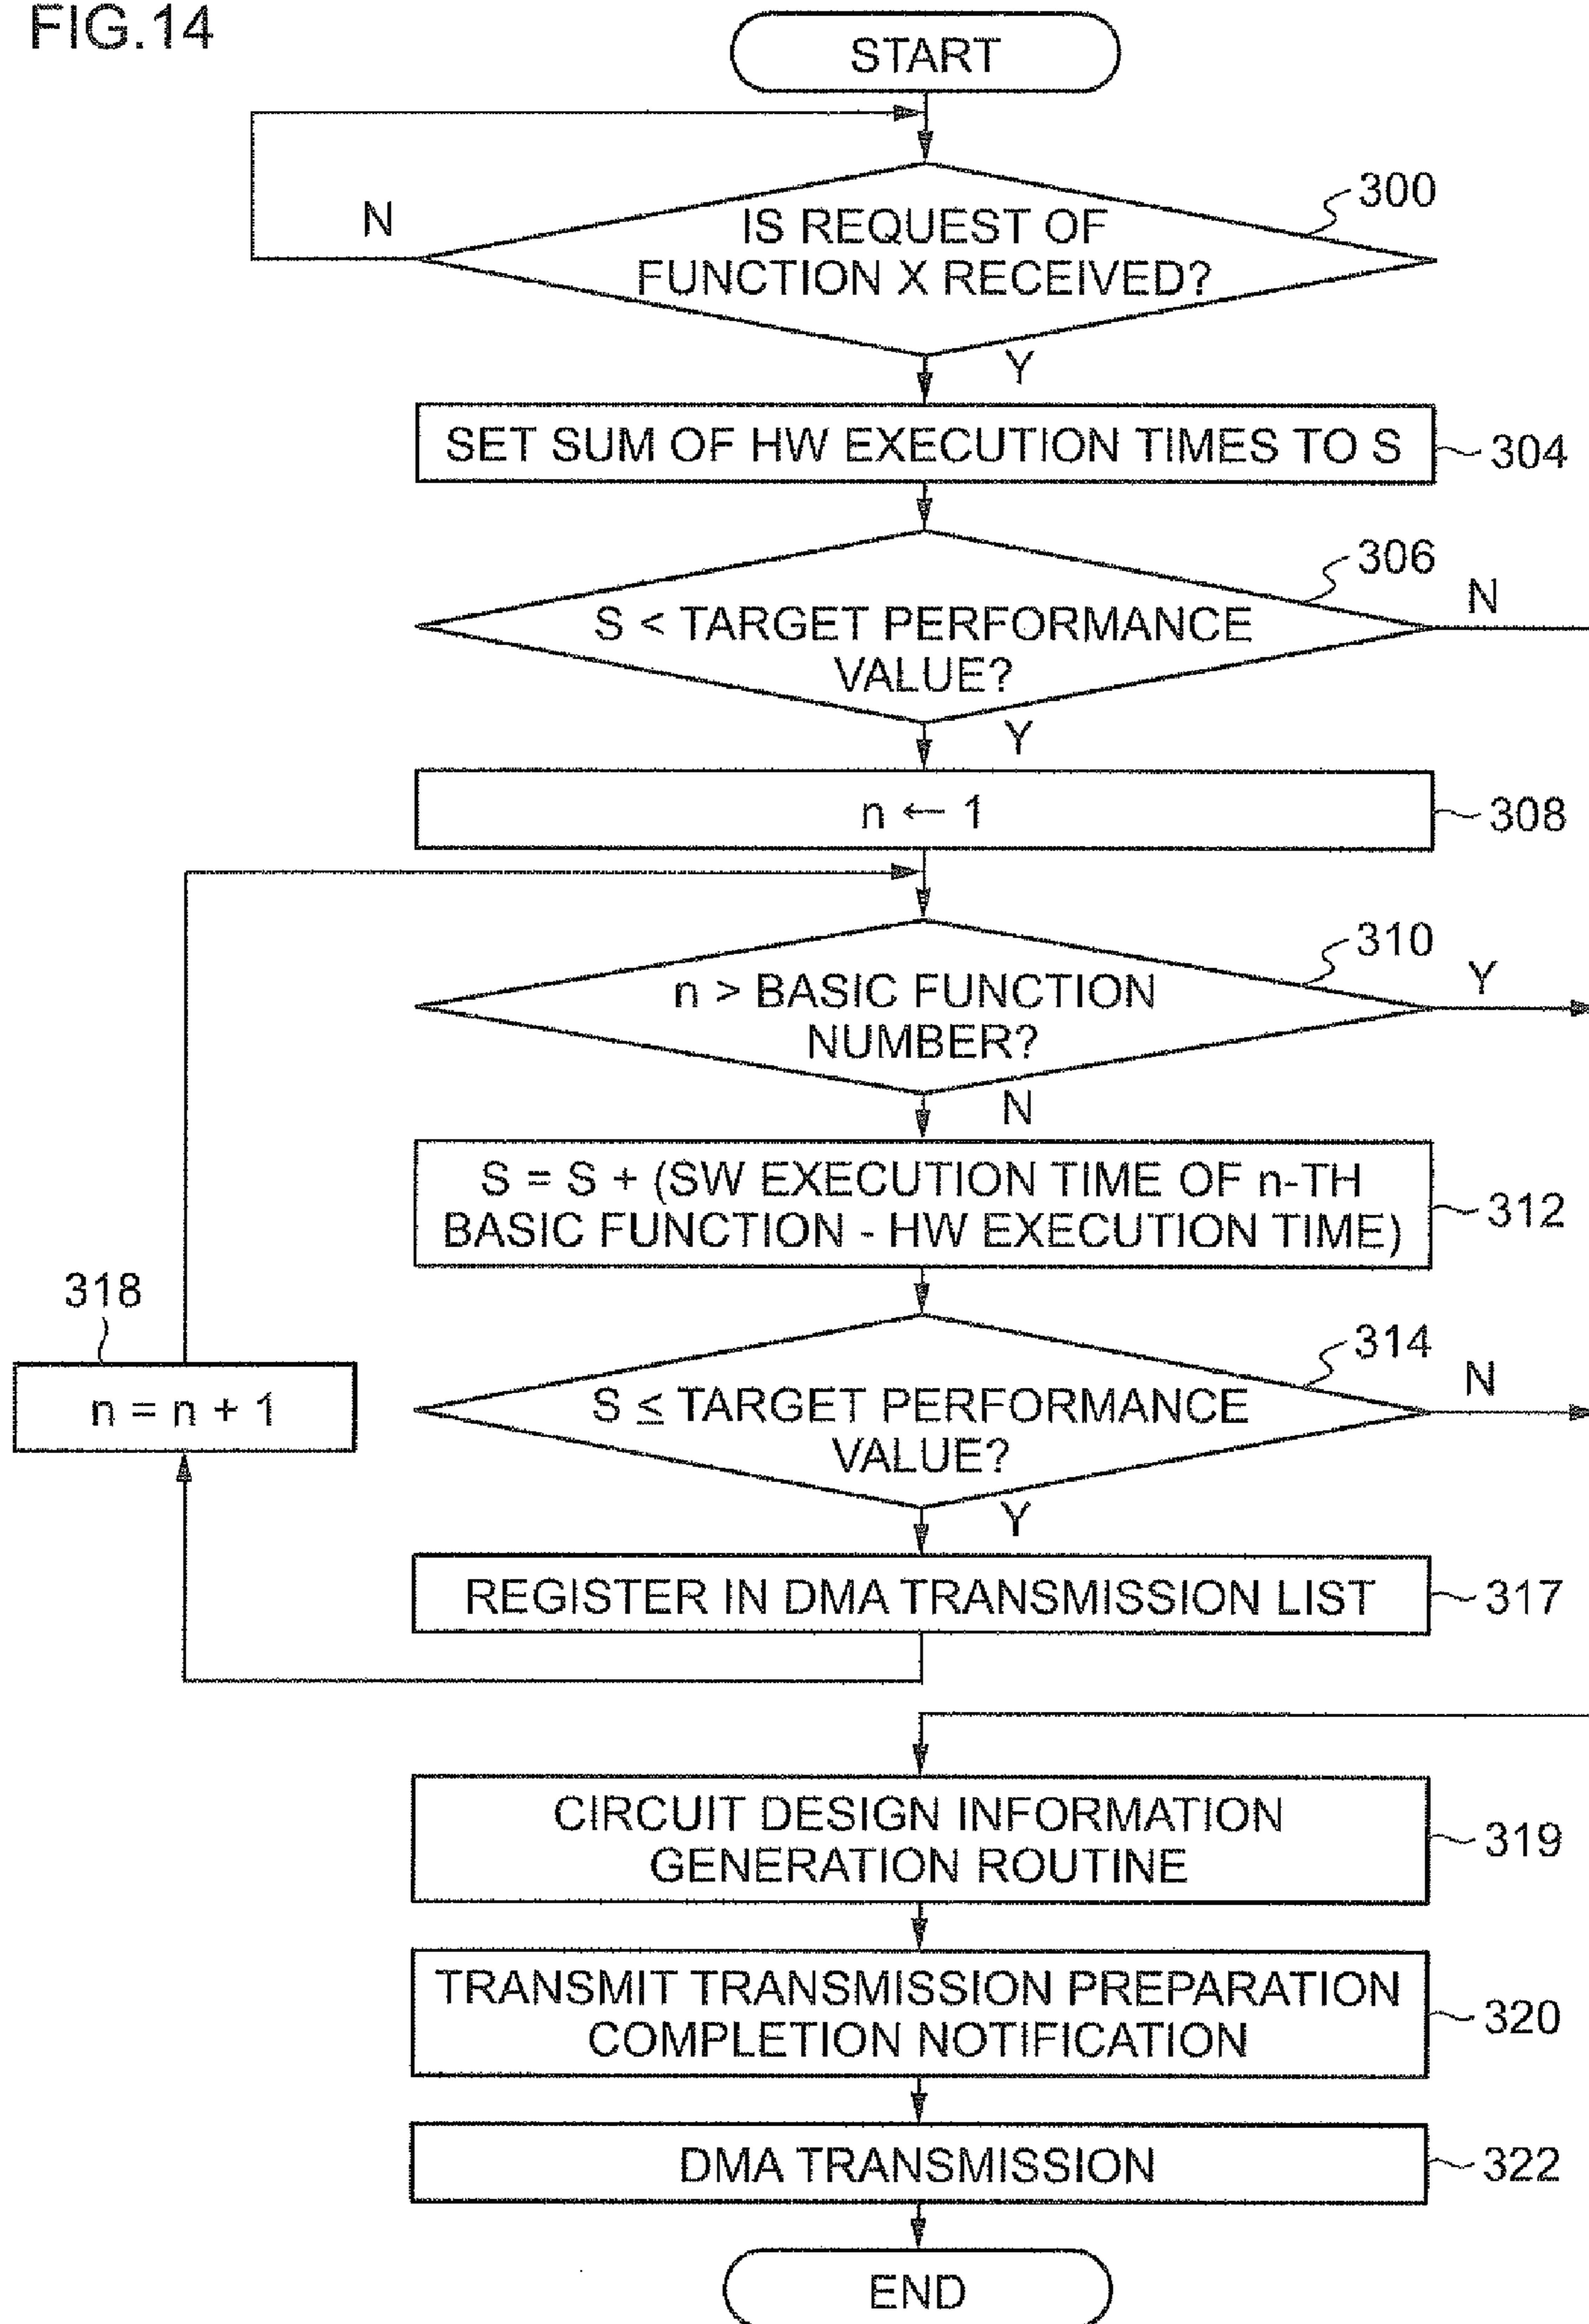 FIG.14
START
N
IS REQUEST OF
FUNCTION X RECEIVED?
300
Y
SET SUM OF HW EXECUTION TIMES TO S
304
S < TARGET PERFORMANCE
VALUE?
306
N
Y
n ← 1
308
n > BASIC FUNCTION
NUMBER?
310
Y
N
S = S + (SW EXECUTION TIME OF n-TH
BASIC FUNCTION - HW EXECUTION TIME)
312
318
n = n + 1
S ≤ TARGET PERFORMANCE
VALUE?
314
N
Y
REGISTER IN DMA TRANSMISSION LIST
317
CIRCUIT DESIGN INFORMATION
GENERATION ROUTINE
319
TRANSMIT TRANSMISSION PREPARATION
COMPLETION NOTIFICATION
320
DMA TRANSMISSION
322
END